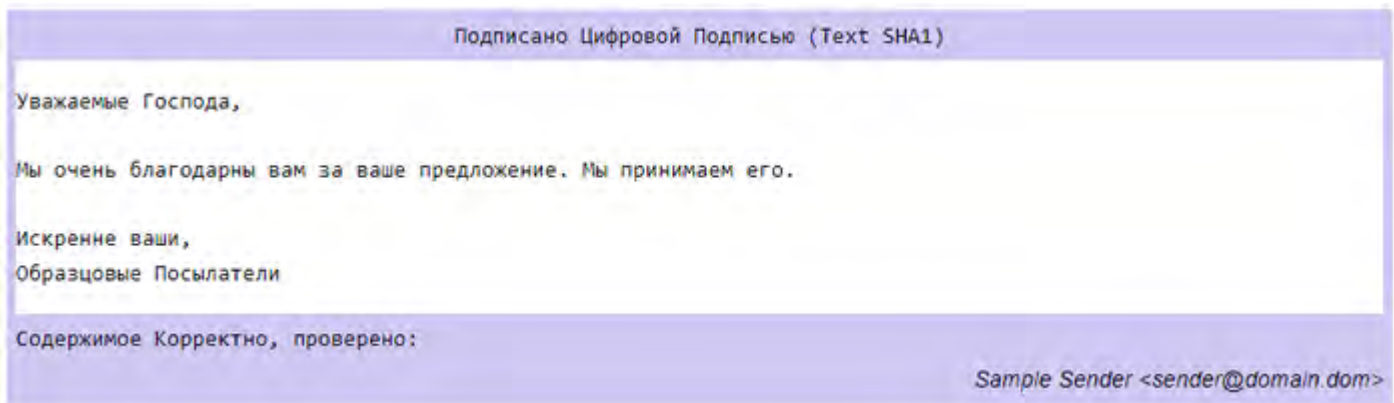 Подписано Цифровой Подписью (Text SHA1)
Уважаемые Господа,
Мы очень благодарны вам за ваше предложение. Мы принимаем его.
Искренне ваши,
Образцовые Посылатели
Содержимое Корректно, проверено:
Sample Sender <sender@domain.dom>